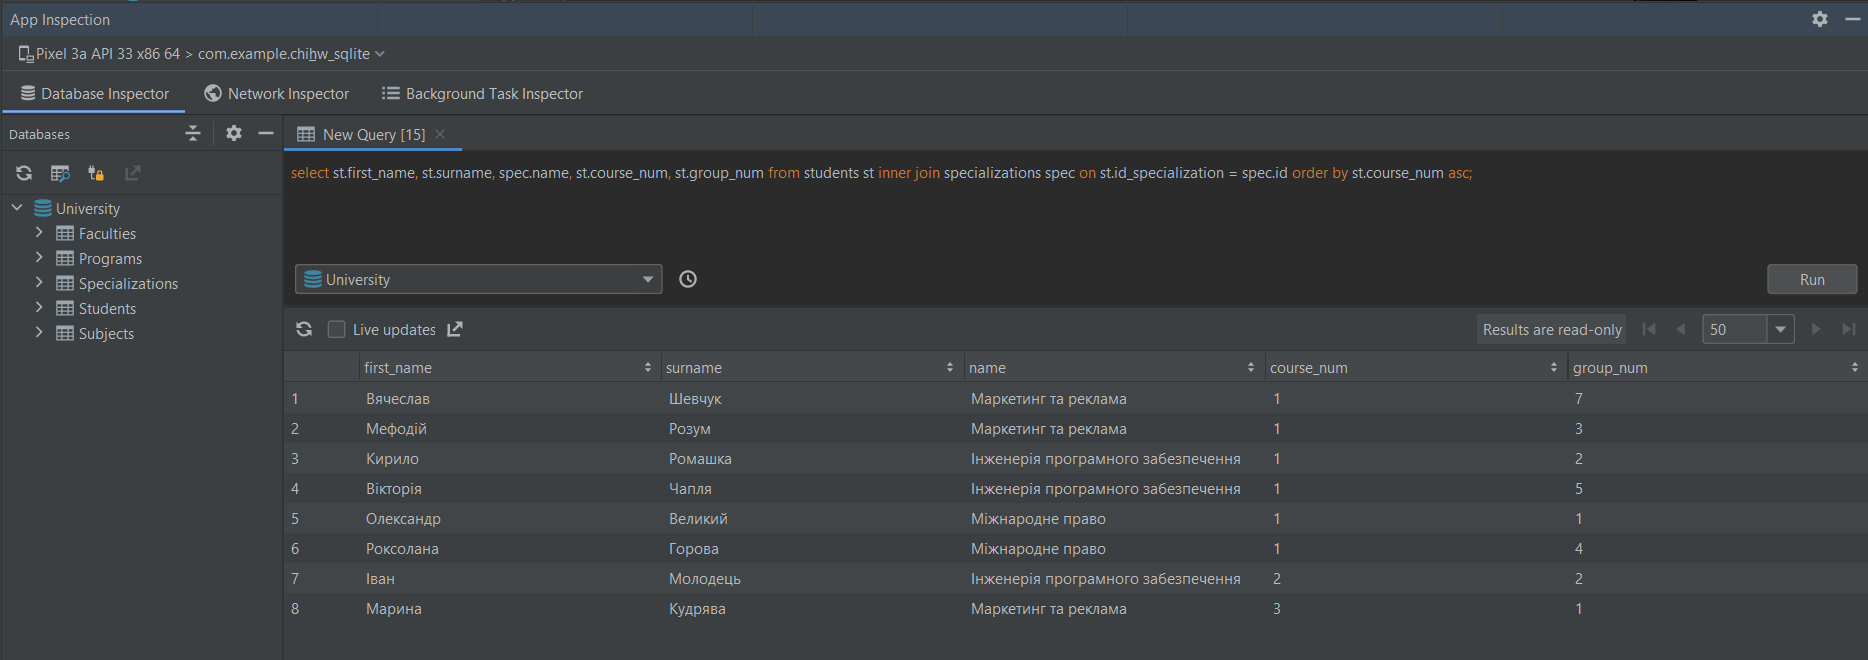 App Inspection
Pixel 3a API 33 x86 64 > com.example.chihw_sqlite
Database Inspector Network Inspector Background Task Inspector
Databases
New Query [15]
select st.first_name, st.surname, spec.name, st.course_num, st.group_num from students st inner join specializations spec on st.id_specialization = spec.id order by st.course_num asc;
University
Faculties
Programs
Specializations
Students
Subjects
University
Run
Live updates
Results are read-only
50
first_name surname name course_num group_num
1 Вячеслав Шевчук Маркетинг та реклама 1 7
2 Мефодій Розум Маркетинг та реклама 1 3
3 Кирило Ромашка Інженерія програмного забезпечення 1 2
4 Вікторія Чапля Інженерія програмного забезпечення 1 5
5 Олександр Великий Міжнародне право 1 1
6 Роксолана Горова Міжнародне право 1 4
7 Іван Молодець Інженерія програмного забезпечення 2 2
8 Марина Кудрява Маркетинг та реклама 3 1